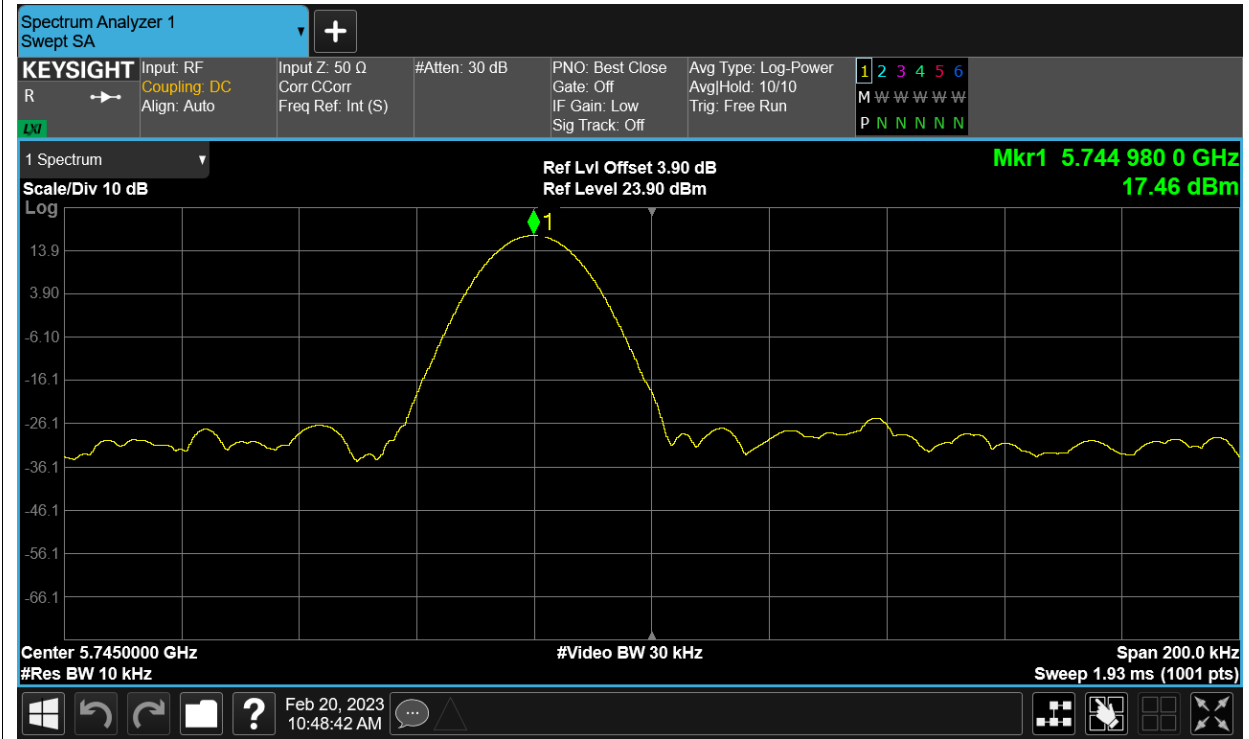 Spectrum Analyzer 1
Swept SA
KEYSIGHT
R
LXI
Input: RF
Coupling: DC
Align: Auto
Input Z: 50 Ω
Corr CCorr
Freq Ref: Int (S)
#Atten: 30 dB
PNO: Best Close
Gate: Off
IF Gain: Low
Sig Track: Off
Avg Type: Log-Power
Avg|Hold: 10/10
Trig: Free Run
1 2 3 4 5 6
M W W W W W
P N N N N N
1 Spectrum
Scale/Div 10 dB
Log
Ref Lvl Offset 3.90 dB
Ref Level 23.90 dBm
Mkr1 5.744 980 0 GHz
17.46 dBm
1
13.9
3.90
-6.10
-16.1
-26.1
-36.1
-46.1
-56.1
-66.1
Center 5.7450000 GHz
#Res BW 10 kHz
#Video BW 30 kHz
Span 200.0 kHz
Sweep 1.93 ms (1001 pts)
?
Feb 20, 2023
10:48:42 AM